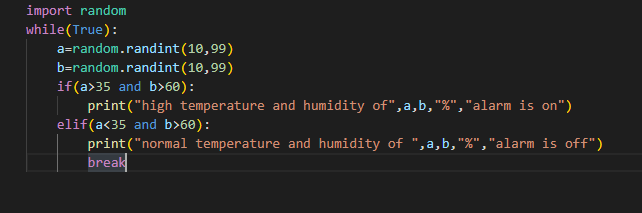 import random
while(True):
    a=random.randint(10,99)
    b=random.randint(10,99)
    if(a>35 and b>60):
        print("high temperature and humidity of",a,b,"%","alarm is on")
    elif(a<35 and b>60):
        print("normal temperature and humidity of ",a,b,"%","alarm is off")
        break